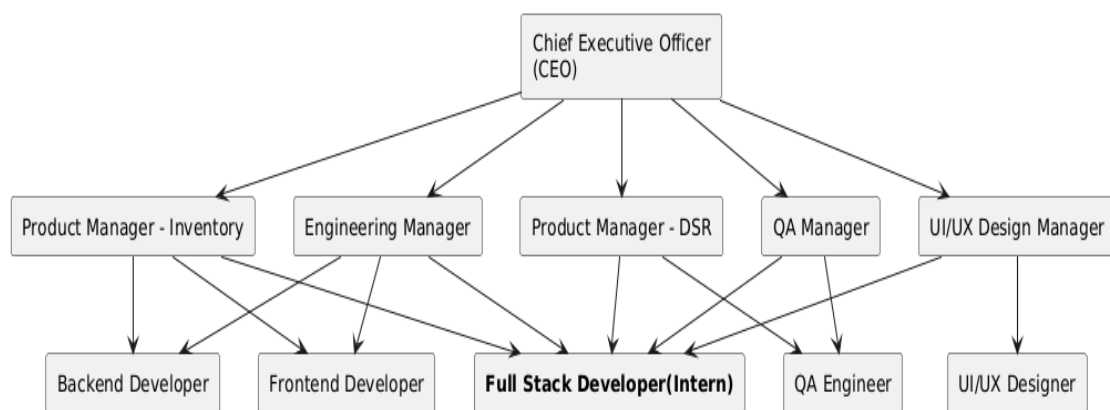 Chief Executive Officer
(CEO)
Product Manager - Inventory
Engineering Manager
Product Manager - DSR
QA Manager
UI/UX Design Manager
Backend Developer
Frontend Developer
Full Stack Developer(Intern)
QA Engineer
UI/UX Designer